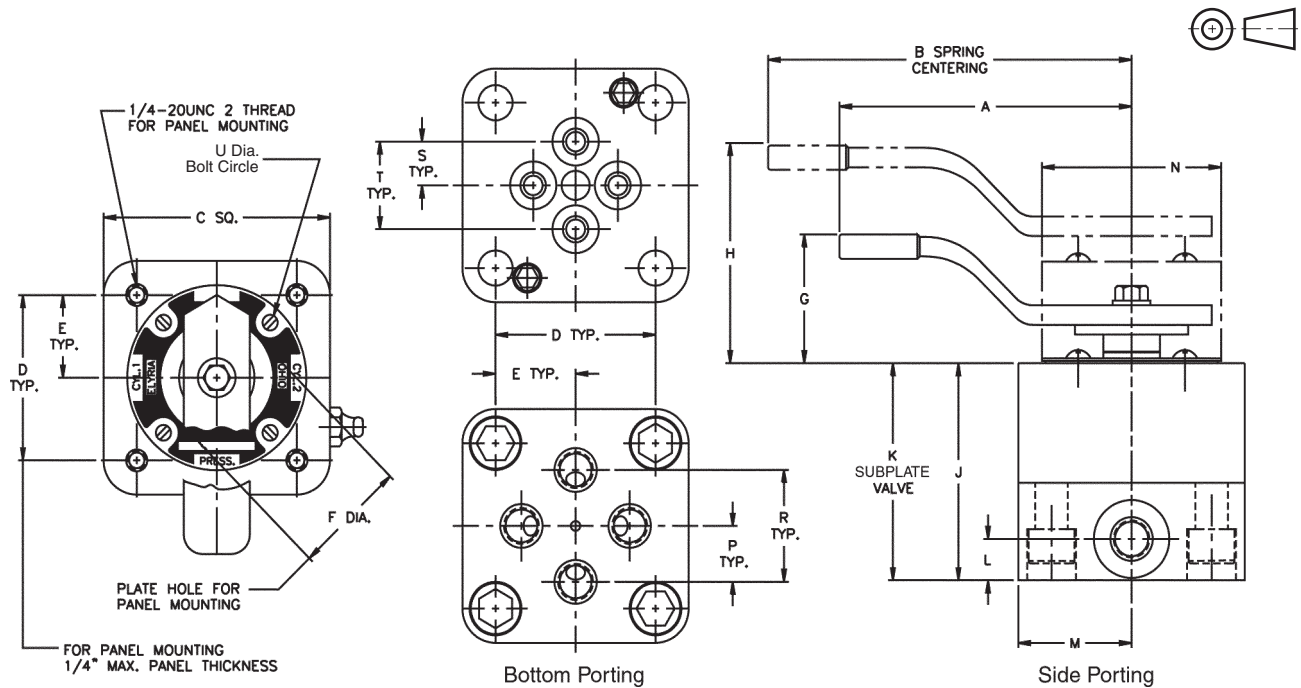 B SPRING
CENTERING
A
1/4-20UNC 2 THREAD
FOR PANEL MOUNTING
U Dia.
Bolt Circle
C SQ.
E
TYP.
D
TYP.
CYL.1
ELYRIA
OHIO
CYL.2
PRESS.
F DIA.
PLATE HOLE FOR
PANEL MOUNTING
FOR PANEL MOUNTING
1/4" MAX. PANEL THICKNESS
S
TYP.
T
TYP.
D TYP.
E TYP.
R
TYP.
P
TYP.
Bottom Porting
N
H
G
K
SUBPLATE
VALVE
J
L
M
Side Porting